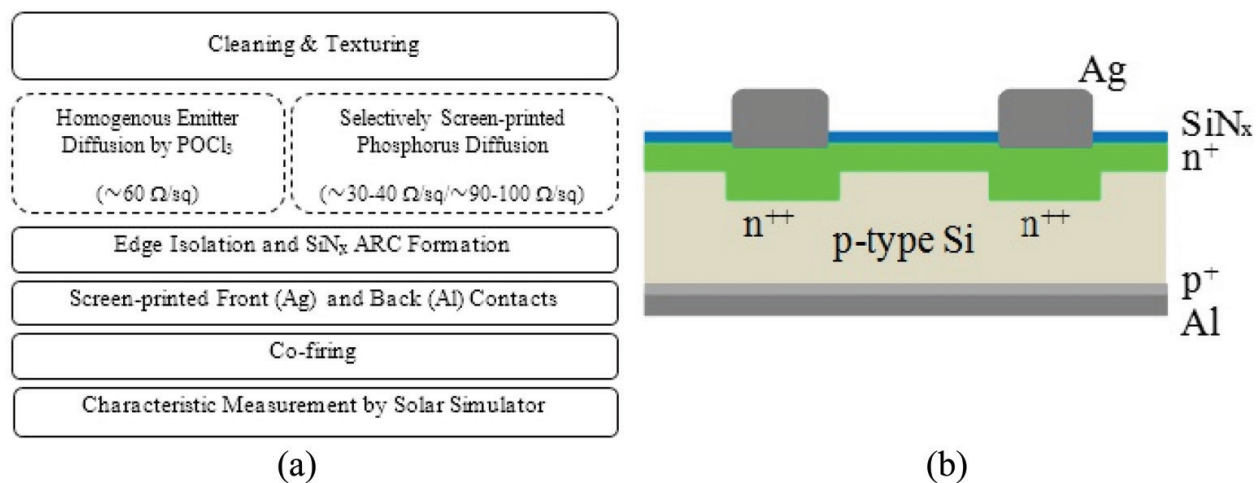 Cleaning & Texturing
Homogenous Emitter
Diffusion by POCl₃
(~60 Ω/sq)
Selectively Screen-printed
Phosphorus Diffusion
(~30-40 Ω/sq/~90-100 Ω/sq)
Edge Isolation and SiNₓ ARC Formation
Screen-printed Front (Ag) and Back (Al) Contacts
Co-firing
Characteristic Measurement by Solar Simulator
(a)
Ag
SiNₓ
n⁺
n⁺⁺
n⁺⁺
p-type Si
p⁺
Al
(b)